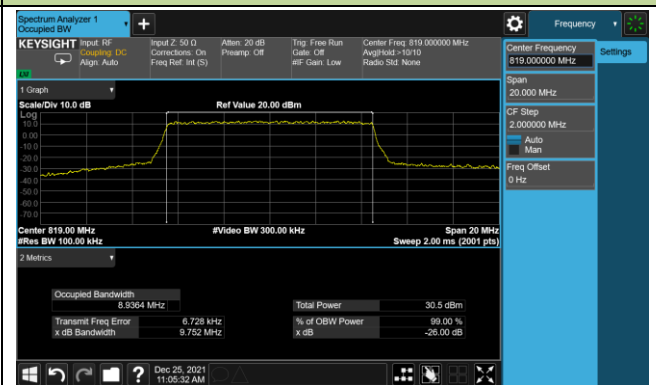 Spectrum Analyzer 1
Occupied BW
+
Frequency
KEYSIGHT
Input: RF
Coupling: DC
Align: Auto
Input Z: 50 Ω
Corrections: On
Freq Ref: Int (S)
Atten: 20 dB
Preamp: Off
Trig: Free Run
Gate: Off
#IF Gain: Low
Center Freq: 819.000000 MHz
Avg|Hold:>10/10
Radio Std: None
Center Frequency
819.000000 MHz
Settings
Span
20.000 MHz
CF Step
2.000000 MHz
Auto
Man
Freq Offset
0 Hz
1 Graph
Scale/Div 10.0 dB
Ref Value 20.00 dBm
Log
10.0
0.00
-10.0
-20.0
-30.0
-40.0
-50.0
-60.0
-70.0
Center 819.00 MHz
#Video BW 300.00 kHz
Span 20 MHz
#Res BW 100.00 kHz
Sweep 2.00 ms (2001 pts)
2 Metrics
Occupied Bandwidth
8.9364 MHz
Total Power
30.5 dBm
Transmit Freq Error
6.728 kHz
% of OBW Power
99.00 %
x dB Bandwidth
9.752 MHz
x dB
-26.00 dB
?
Dec 25, 2021
11:05:32 AM